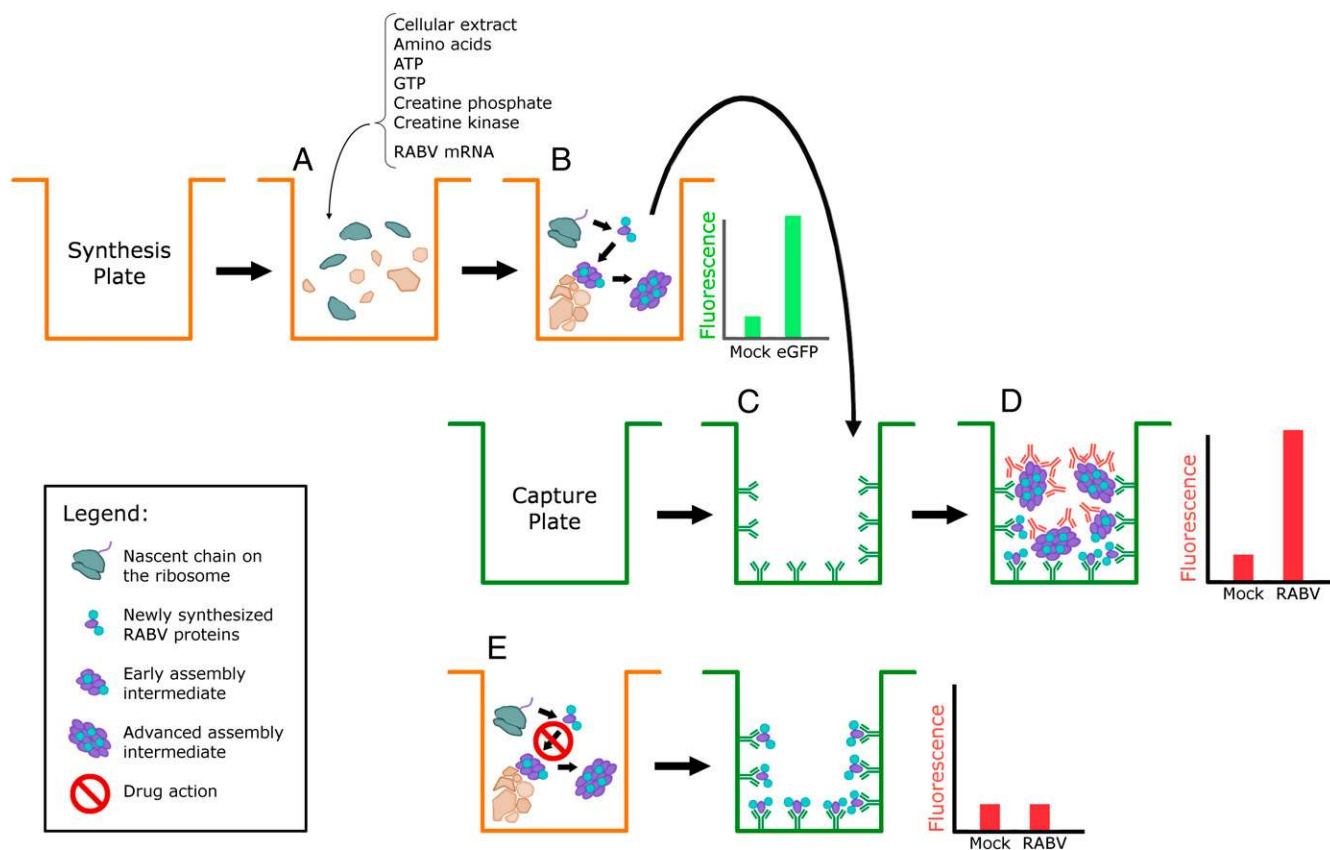 Cellular extract
Amino acids
ATP
GTP
Creatine phosphate
Creatine kinase
RABV mRNA
A
B
Synthesis
Plate
Fluorescence
Mock eGFP
C
D
Capture
Plate
Fluorescence
Mock RABV
Legend:
Nascent chain on
the ribosome
Newly synthesized
RABV proteins
Early assembly
intermediate
Advanced assembly
intermediate
Drug action
E
Fluorescence
Mock RABV